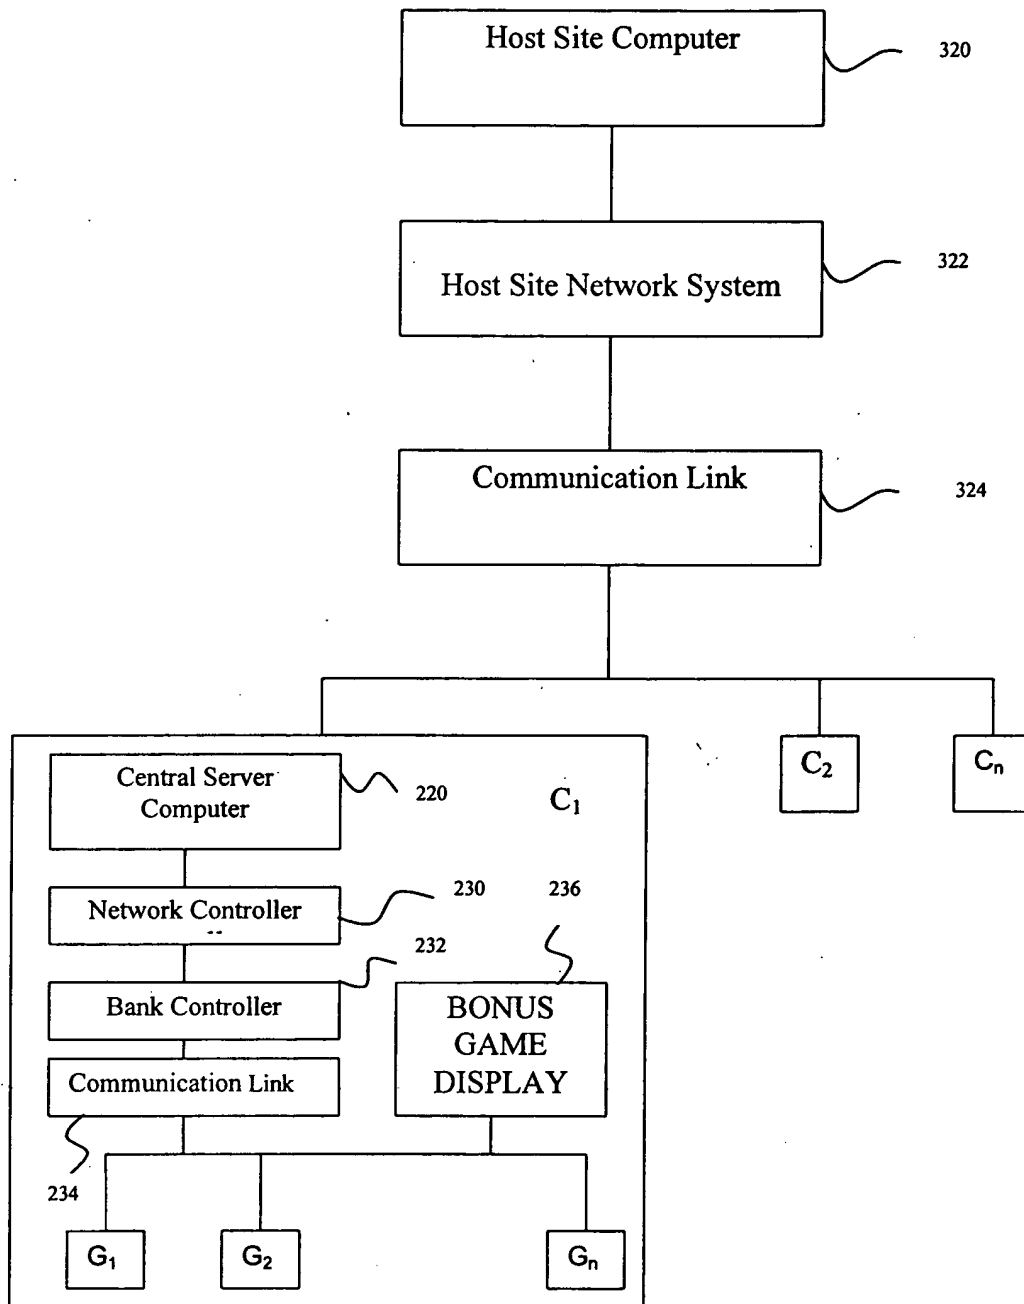 Host Site Computer
320
Host Site Network System
322
Communication Link
324
C2
Cn
Central Server
Computer
220
C1
Network Controller
230
236
232
Bank Controller
BONUS
GAME
DISPLAY
Communication Link
234
G1
G2
Gn